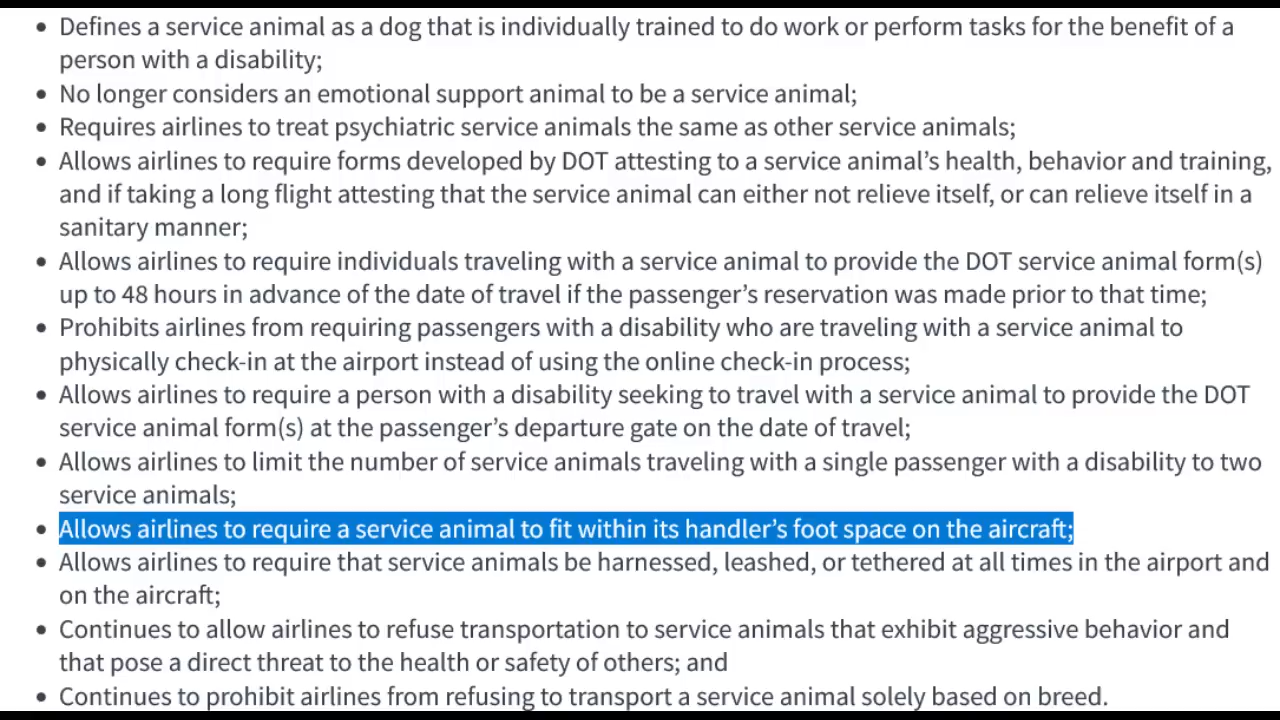 • Defines a service animal as a dog that is individually trained to do work or perform tasks for the benefit of a
person with a disability;
• No longer considers an emotional support animal to be a service animal;
• Requires airlines to treat psychiatric service animals the same as other service animals;
• Allows airlines to require forms developed by DOT attesting to a service animal’s health, behavior and training,
and if taking a long flight attesting that the service animal can either not relieve itself, or can relieve itself in a
sanitary manner;
• Allows airlines to require individuals traveling with a service animal to provide the DOT service animal form(s)
up to 48 hours in advance of the date of travel if the passenger’s reservation was made prior to that time;
• Prohibits airlines from requiring passengers with a disability who are traveling with a service animal to
physically check-in at the airport instead of using the online check-in process;
• Allows airlines to require a person with a disability seeking to travel with a service animal to provide the DOT
service animal form(s) at the passenger’s departure gate on the date of travel;
• Allows airlines to limit the number of service animals traveling with a single passenger with a disability to two
service animals;
• Allows airlines to require a service animal to fit within its handler’s foot space on the aircraft;
• Allows airlines to require that service animals be harnessed, leashed, or tethered at all times in the airport and
on the aircraft;
• Continues to allow airlines to refuse transportation to service animals that exhibit aggressive behavior and
that pose a direct threat to the health or safety of others; and
• Continues to prohibit airlines from refusing to transport a service animal solely based on breed.